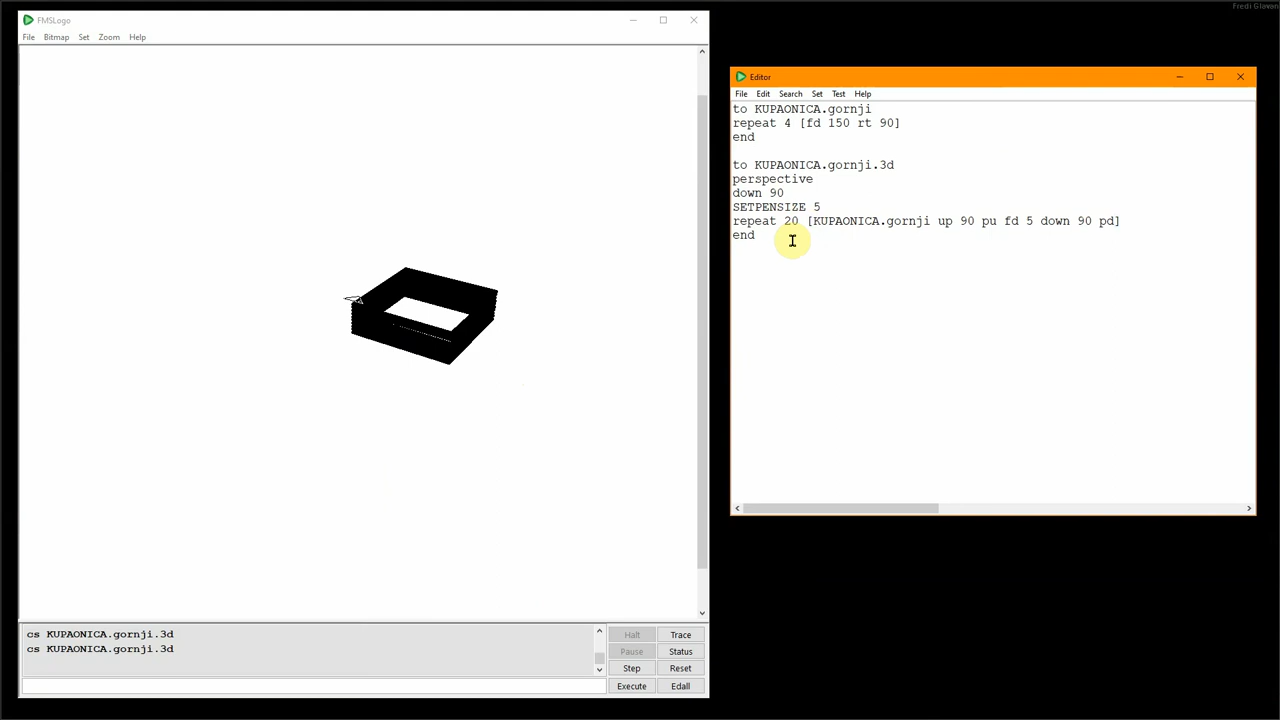 Fredi Glavan
FMSLogo
File Bitmap Set Zoom Help
Editor
File Edit Search Set Test Help
to KUPAONICA.gornji
repeat 4 [fd 150 rt 90]
end
to KUPAONICA.gornji.3d
perspective
down 90
SETPENSIZE 5
repeat 20 [KUPAONICA.gornji up 90 pu fd 5 down 90 pd]
end
cs KUPAONICA.gornji.3d
cs KUPAONICA.gornji.3d
Halt Trace
Pause Status
Step Reset
Execute Edall